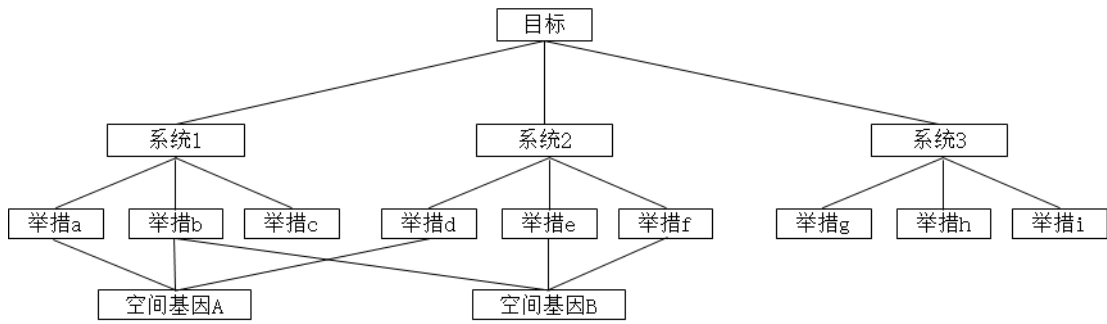 目标
系统1
系统2
系统3
举措a
举措b
举措c
举措d
举措e
举措f
举措g
举措h
举措i
空间基因A
空间基因B